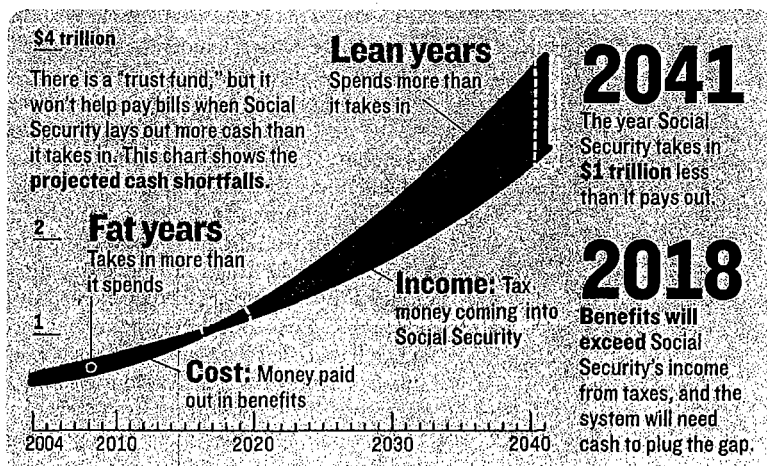 $4 trillion
There is a "trust fund," but it
won't help pay bills when Social
Security lays out more cash than
it takes in. This chart shows the
projected cash shortfalls.
Lean years
Spends more than
it takes in
2041
The year Social
Security takes in
$1 trillion less
than it pays out.
2
Fat years
Takes in more than
it spends
2018
Benefits will
exceed Social
Security's income
from taxes, and the
system will need
cash to plug the gap.
Income: Tax
money coming into
Social Security
1
Cost: Money paid
out in benefits
2004 2010 2020 2030 2040